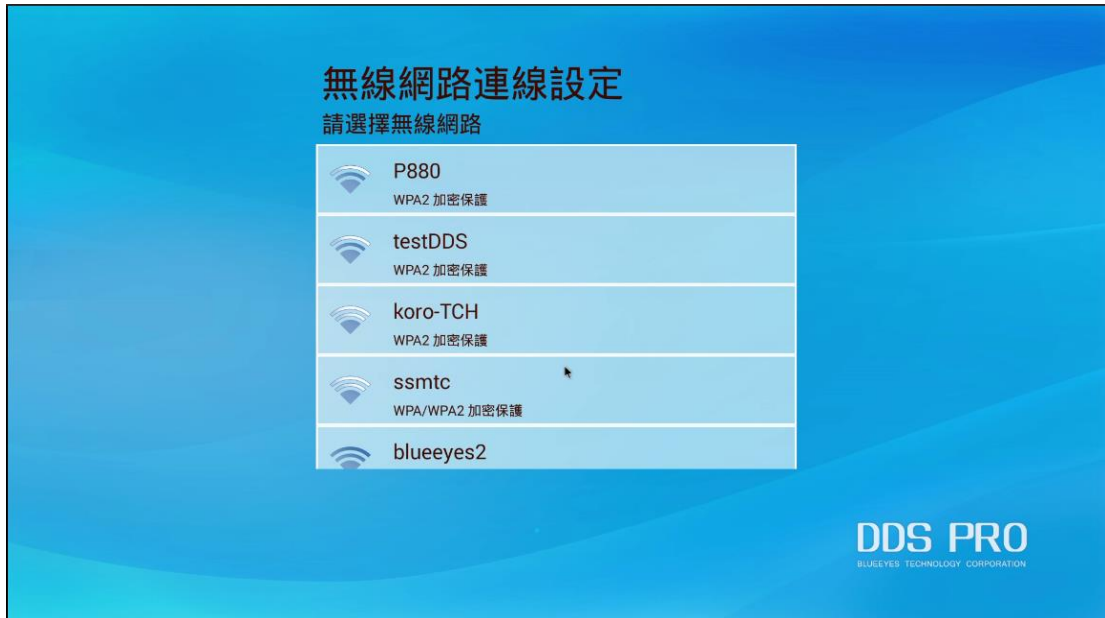 無線網路連線設定
請選擇無線網路
P880
WPA2 加密保護
testDDS
WPA2 加密保護
koro-TCH
WPA2 加密保護
ssmtc
WPA/WPA2 加密保護
blueeyes2
DDS PRO
BLUEEYES TECHNOLOGY CORPORATION